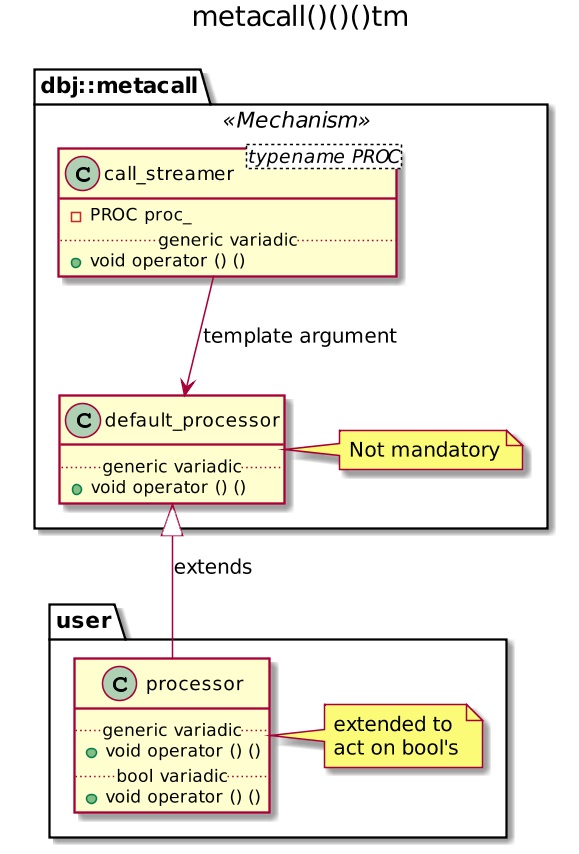 metacall()()()tm
dbj::metacall
«Mechanism»
typename PROC
C call_streamer
PROC proc_
generic variadic
void operator () ()
template argument
C default_processor
generic variadic
void operator () ()
Not mandatory
extends
user
C processor
generic variadic
void operator () ()
bool variadic
void operator () ()
extended to
act on bool's